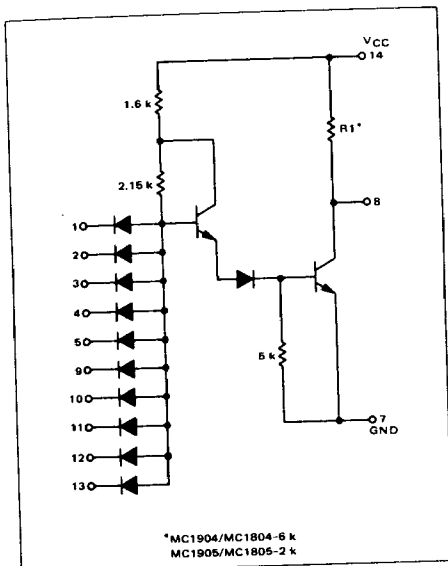 VCC
14
1.6 k
R1*
2.15 k
8
1
2
3
4
5
9
10
11
12
13
5 k
7
GND
*MC1904/MC1804-6 k
MC1905/MC1805-2 k